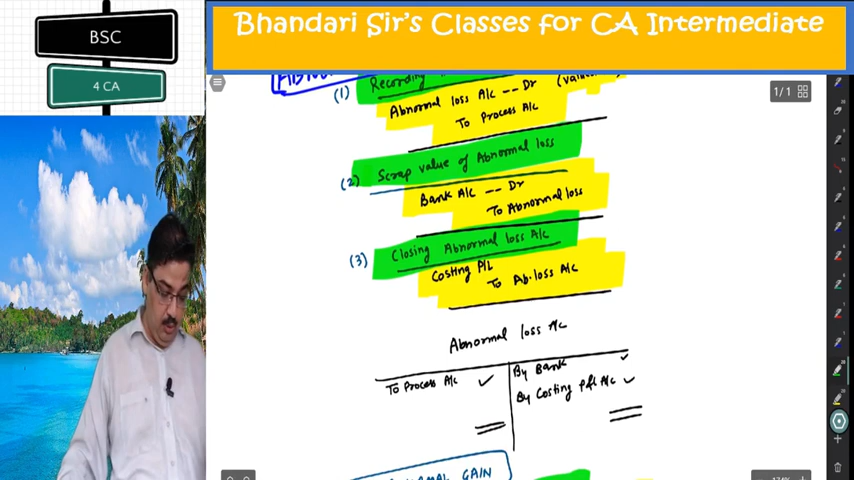 Bhandari Sir's Classes for CA Intermediate
BSC
4 CA
1/1
(1) Recording
Abnormal loss A/c -- Dr
To Process A/c
(2) Scrap value of Abnormal loss
Bank A/c -- Dr
To Abnormal loss
(3) Closing Abnormal loss A/c
Costing P/L
To Ab. loss A/c
Abnormal loss A/c
To Process A/c
By Bank
By Costing P/L A/c
GAIN
174%